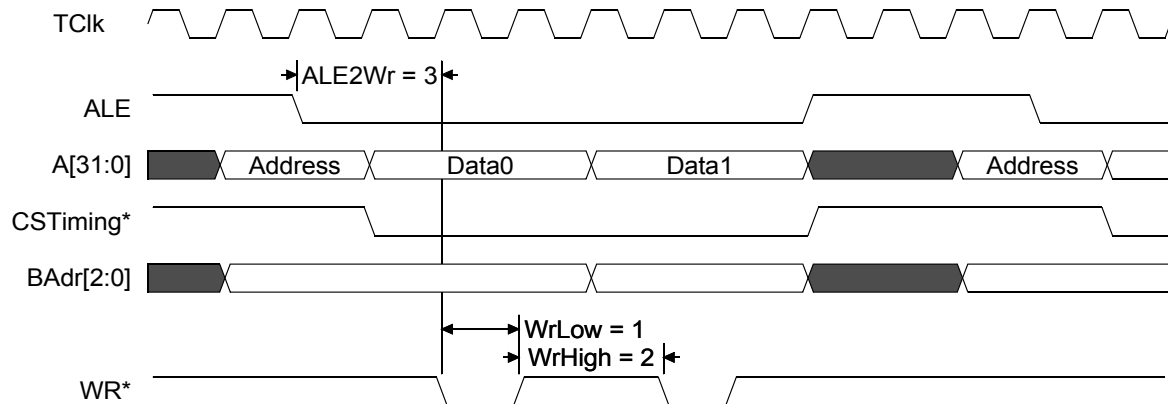 TClk
ALE2Wr = 3
ALE
A[31:0] Address Data0 Data1 Address
CSTiming*
BAdr[2:0]
WrLow = 1
WrHigh = 2
WR*